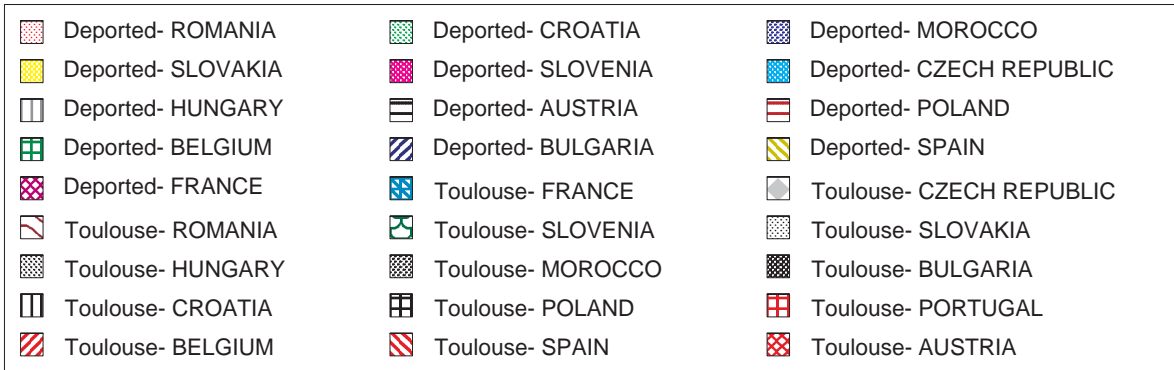 Deported- ROMANIA Deported- CROATIA Deported- MOROCCO
Deported- SLOVAKIA Deported- SLOVENIA Deported- CZECH REPUBLIC
Deported- HUNGARY Deported- AUSTRIA Deported- POLAND
Deported- BELGIUM Deported- BULGARIA Deported- SPAIN
Deported- FRANCE Toulouse- FRANCE Toulouse- CZECH REPUBLIC
Toulouse- ROMANIA Toulouse- SLOVENIA Toulouse- SLOVAKIA
Toulouse- HUNGARY Toulouse- MOROCCO Toulouse- BULGARIA
Toulouse- CROATIA Toulouse- POLAND Toulouse- PORTUGAL
Toulouse- BELGIUM Toulouse- SPAIN Toulouse- AUSTRIA